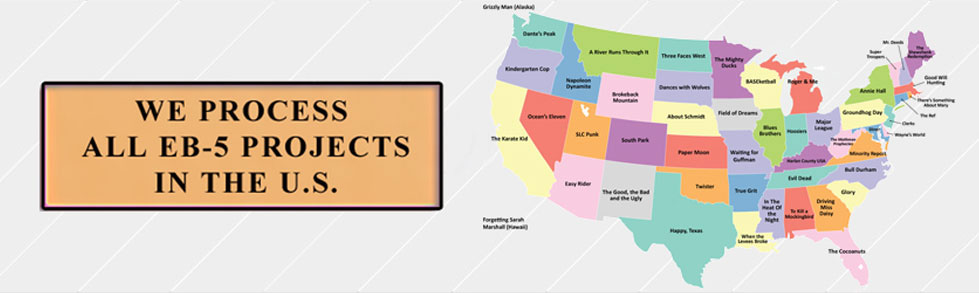 WE PROCESS
ALL EB-5 PROJECTS
IN THE U.S.
Grizzly Man (Alaska)
Dante's Peak
A River Runs Through It
Three Faces West
The Mighty
Ducks
Mr. Deeds
Super
Troopers
The
Shawshank
Redemption
Kindergarten Cop
Napoleon
Dynamite
Brokeback
Mountain
Dances with Wolves
BASEketball
Roger & Me
Annie Hall
Good Will
Hunting
There's Something
About Mary
The Ref
Clerks
Wayne's World
Groundhog Day
Ocean's Eleven
SLC Punk
South Park
About Schmidt
Field of Dreams
Blues
Brothers
Hoosiers
Major
League
The Mothman
Prophecies
The Karate Kid
Paper Moon
Waiting for
Guffman
Harlan County USA
Minority Report
Bull Durham
Easy Rider
The Good, the Bad
and the Ugly
Twister
True Grit
Evil Dead
Glory
In The
Heat Of
the
Night
To Kill a
Mockingbird
Driving
Miss
Daisy
Forgetting Sarah
Marshall (Hawaii)
Happy, Texas
When the
Levees Broke
The Cocoanuts